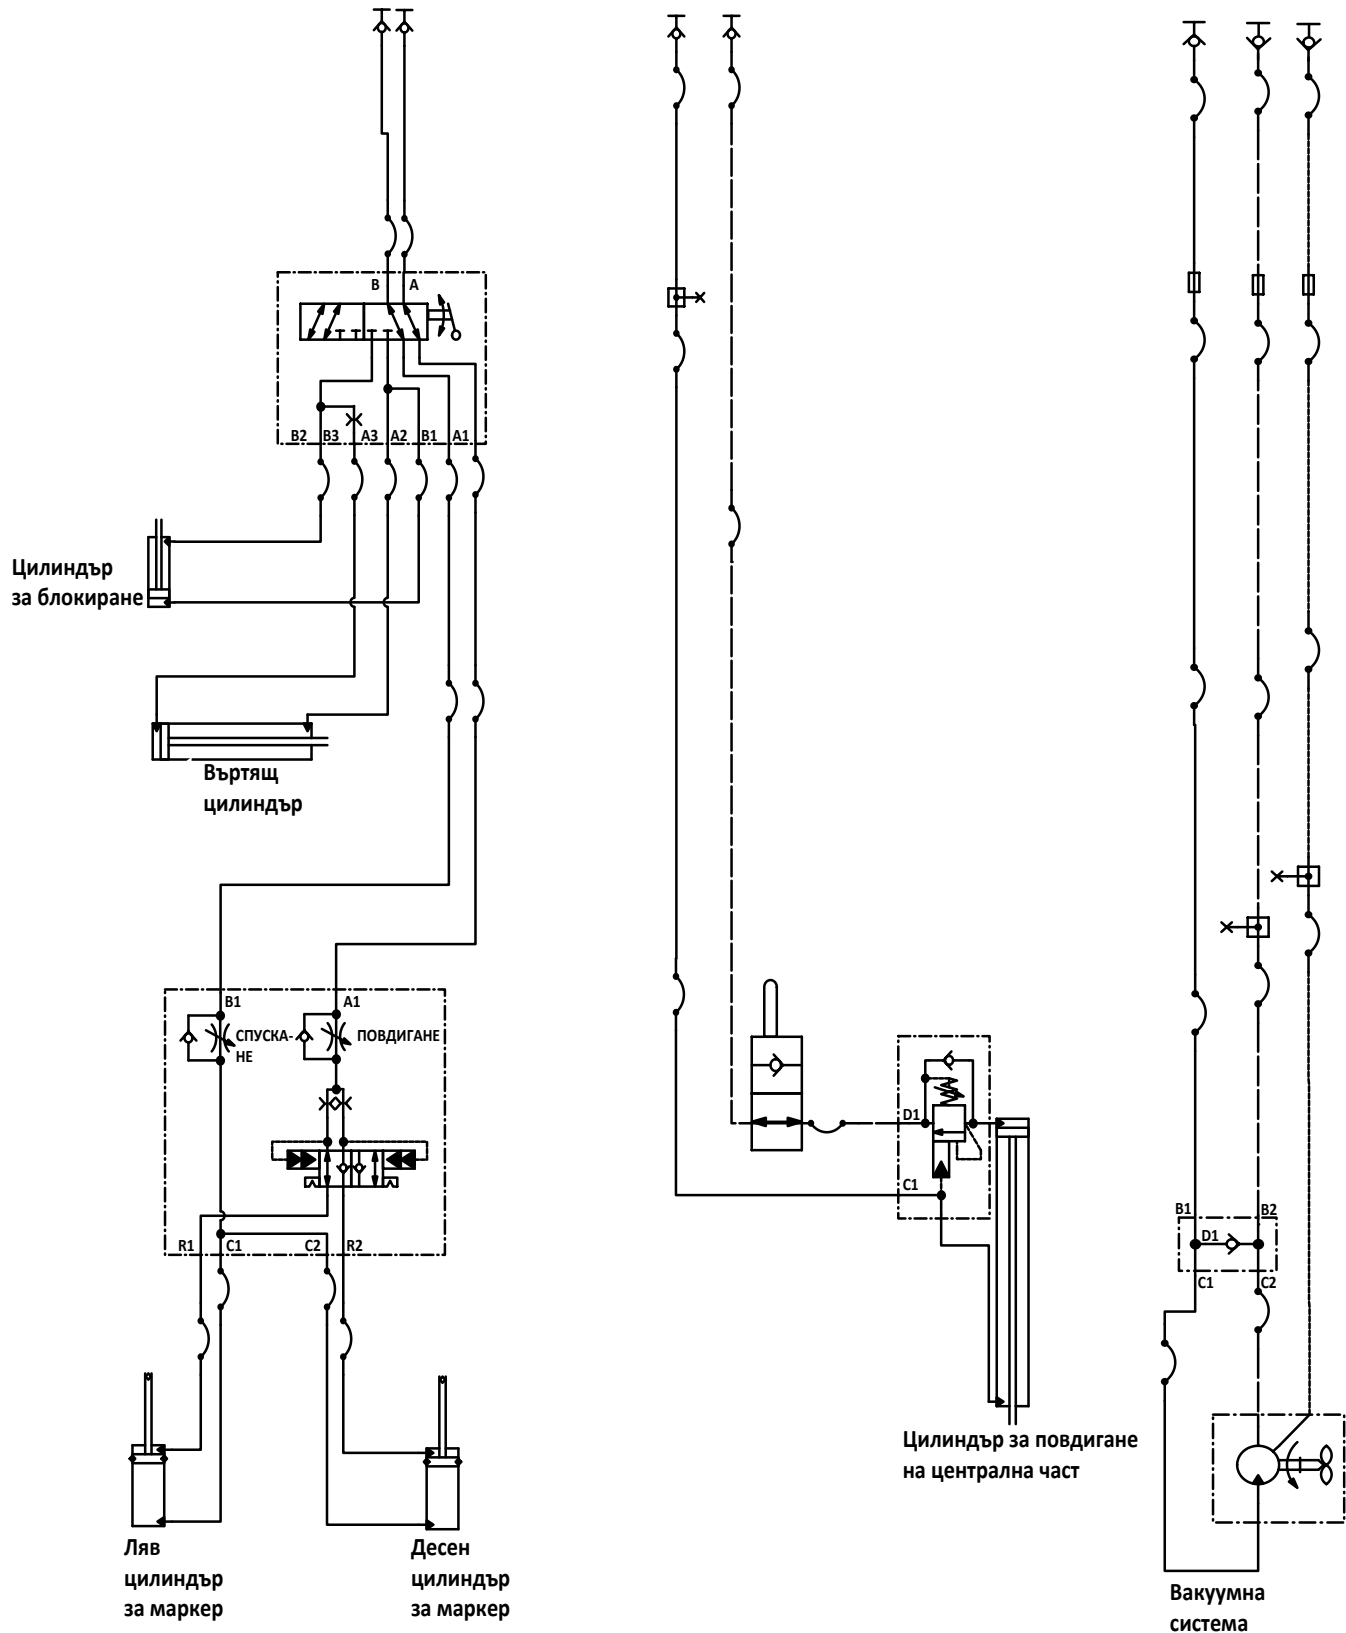 B A
B2 B3 A3 A2 B1 A1
Цилиндър
за блокиране
Въртящ
цилиндър
B1 A1
СПУСКА-
НЕ
ПОВДИГАНЕ
R1 C1 C2 R2
Ляв
цилиндър
за маркер
Десен
цилиндър
за маркер
D1
C1
Цилиндър за повдигане
на централна част
B1 B2
D1
C1 C2
Вакуумна
система